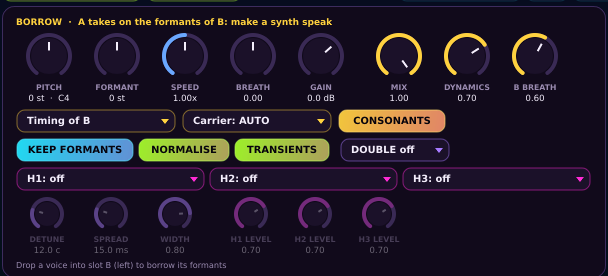 BORROW · A takes on the formants of B: make a synth speak
PITCH FORMANT SPEED BREATH GAIN MIX DYNAMICS B BREATH
0 st · C4 0 st 1.00x 0.00 0.0 dB 1.00 0.70 0.60
Timing of B Carrier: AUTO CONSONANTS
KEEP FORMANTS NORMALISE TRANSIENTS DOUBLE off
H1: off H2: off H3: off
DETUNE SPREAD WIDTH H1 LEVEL H2 LEVEL H3 LEVEL
12.0 c 15.0 ms 0.80 0.70 0.70 0.70
Drop a voice into slot B (left) to borrow its formants